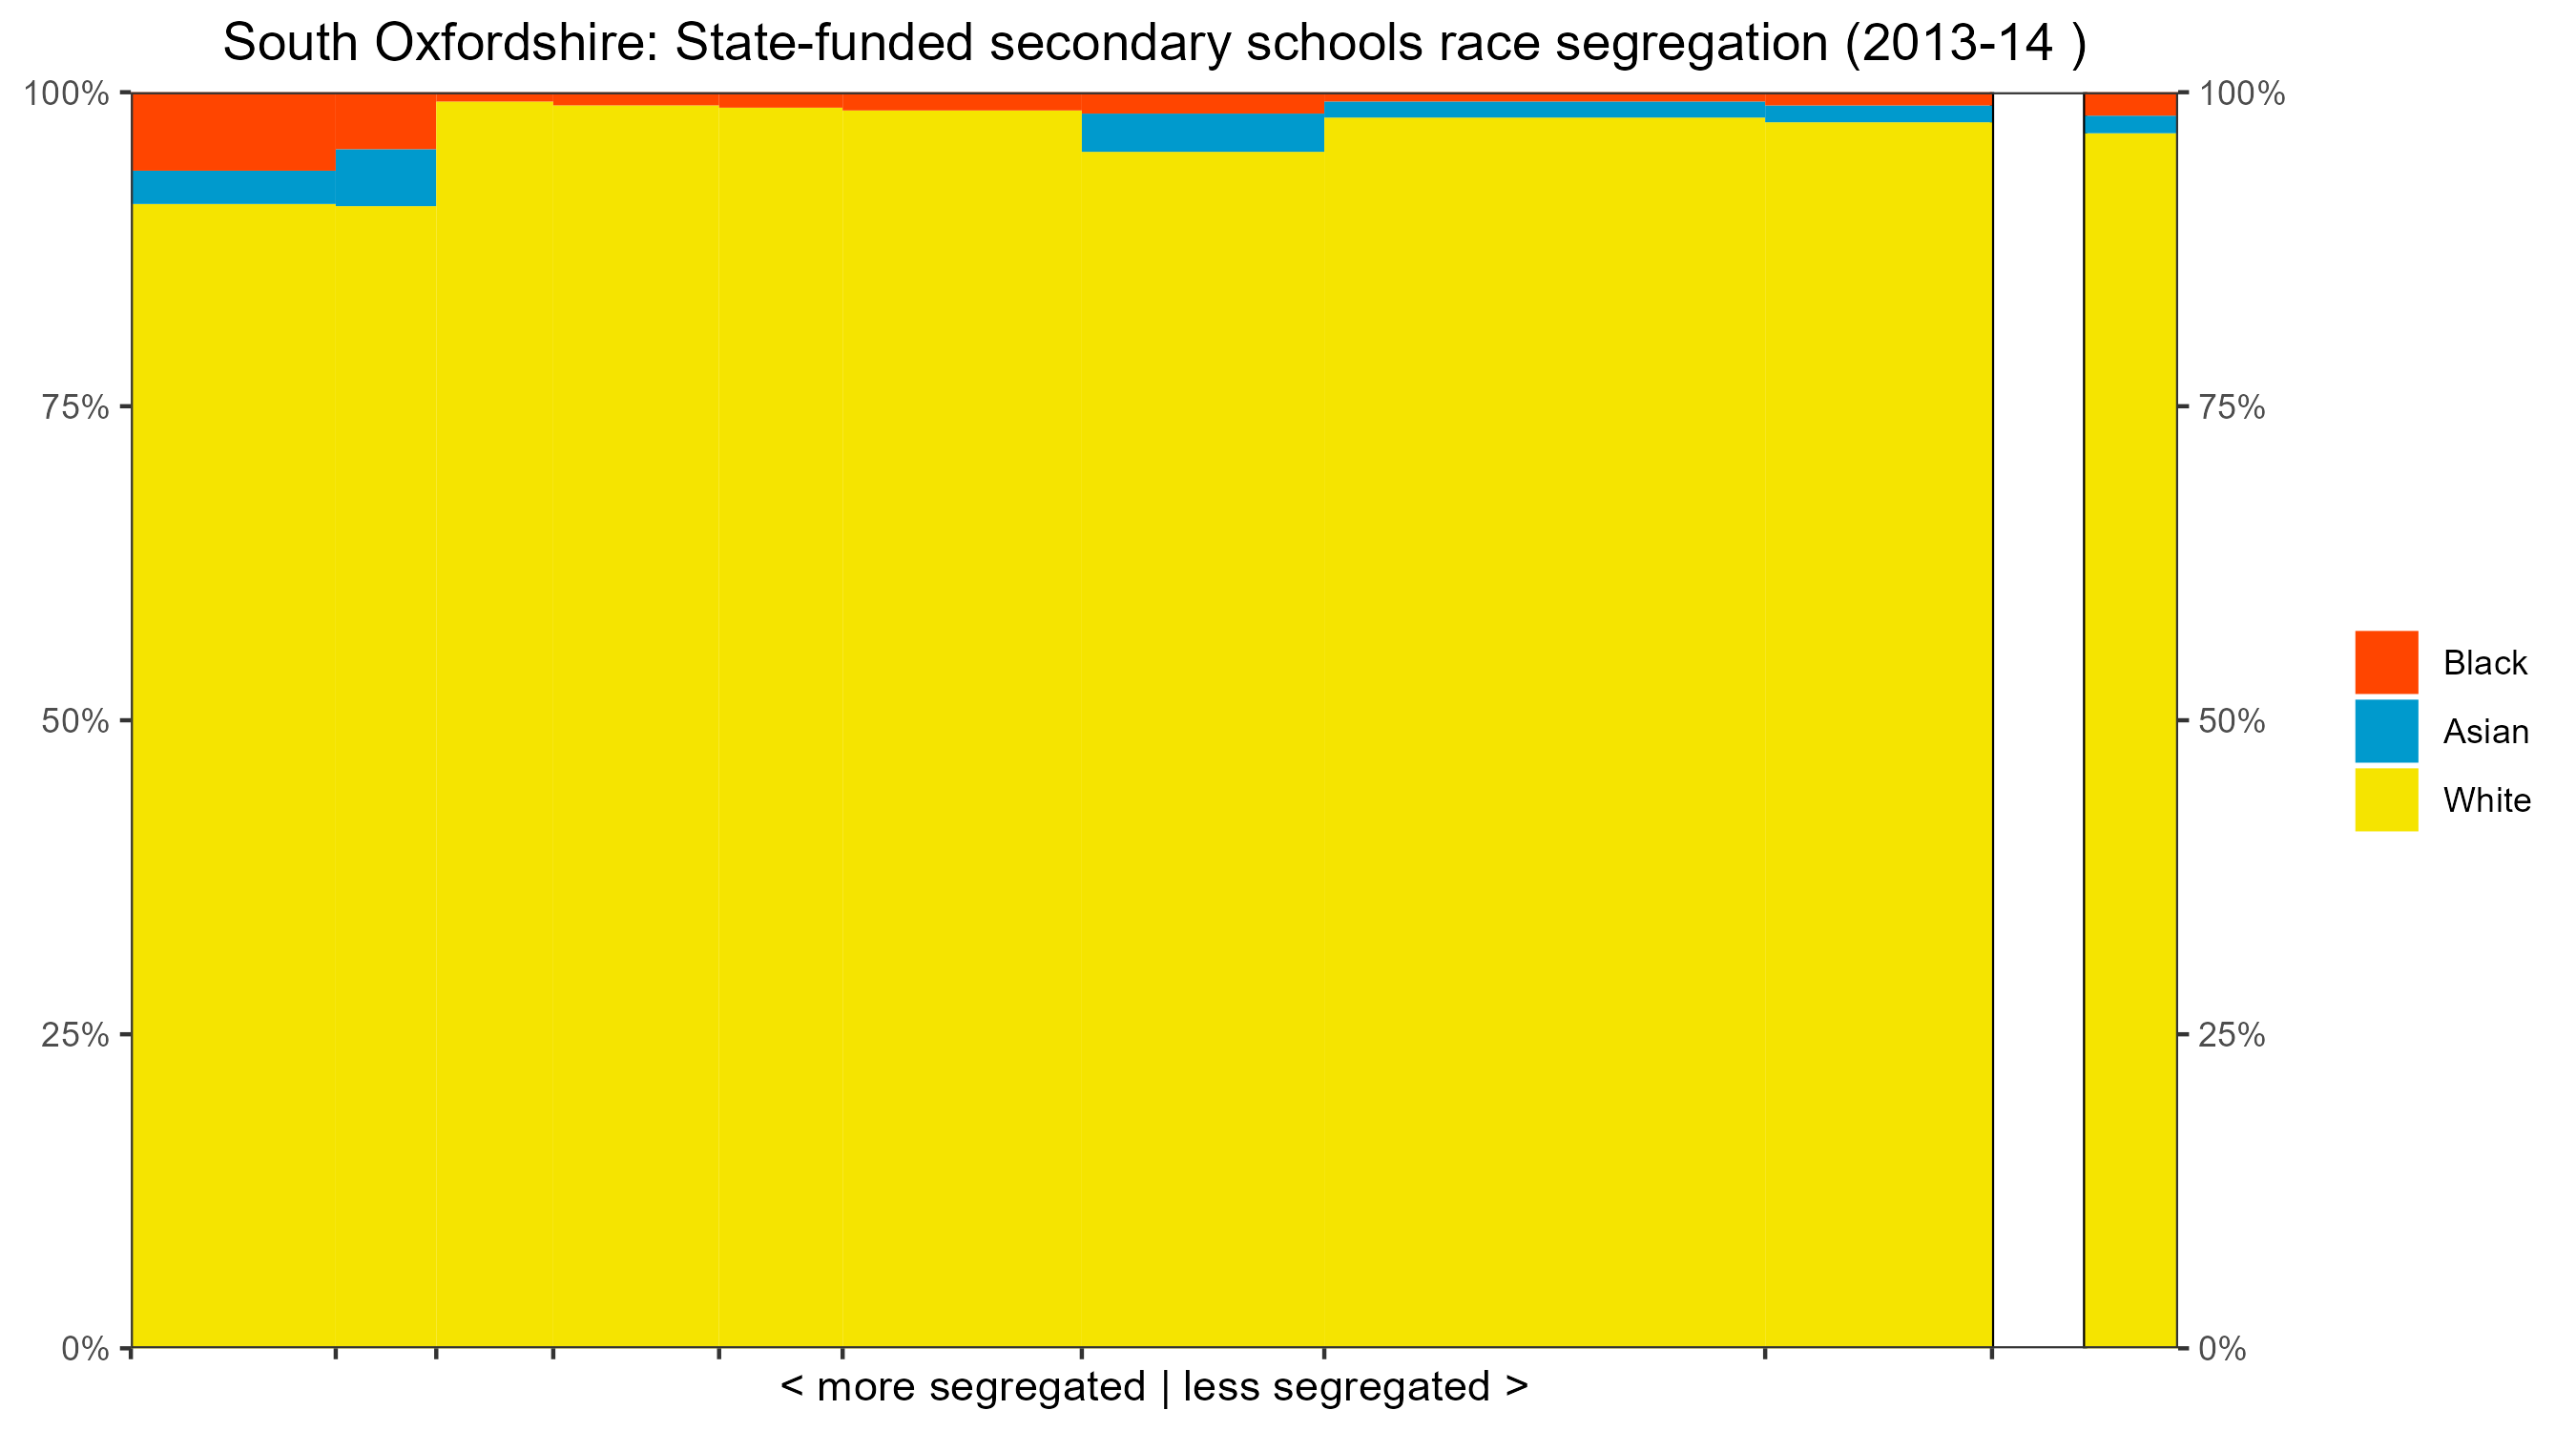 South Oxfordshire: State-funded secondary schools race segregation (2013-14 )
100%
75%
50%
25%
0%
100%
75%
50%
25%
0%
< more segregated | less segregated >
Black
Asian
White